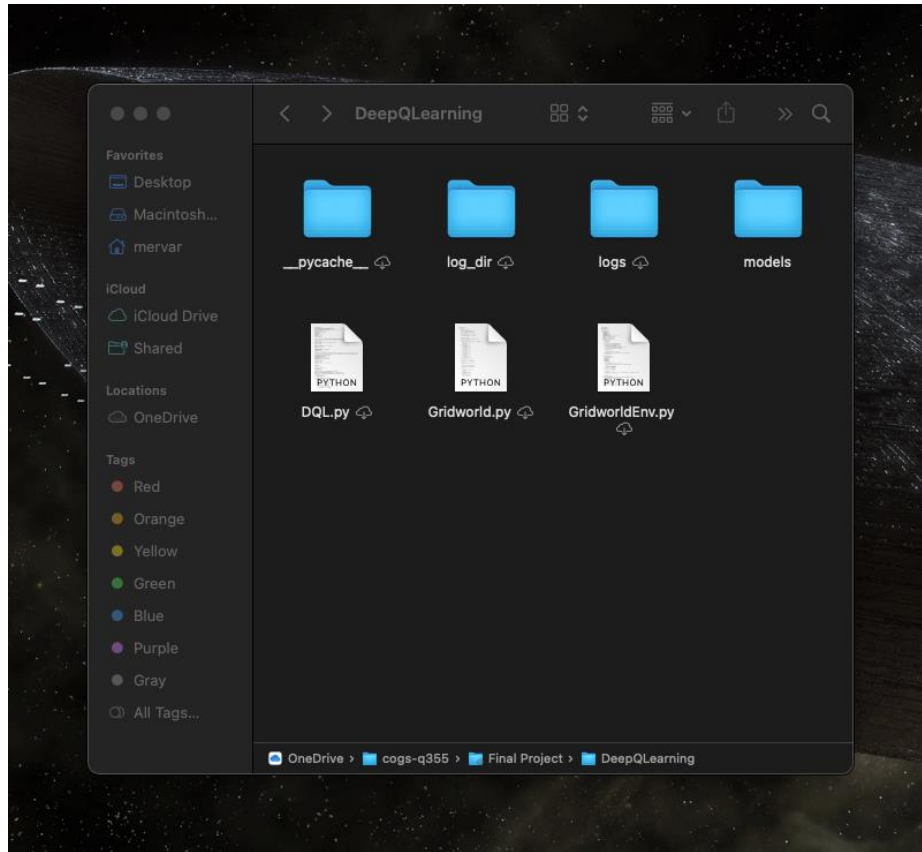 DeepQLearning
Favorites
Desktop
Macintosh...
mervar
iCloud
iCloud Drive
Shared
Locations
OneDrive
Tags
Red
Orange
Yellow
Green
Blue
Purple
Gray
All Tags...
__pycache__
log_dir
logs
models
PYTHON
PYTHON
PYTHON
DQL.py
Gridworld.py
GridworldEnv.py
OneDrive › cogs-q355 › Final Project › DeepQLearning